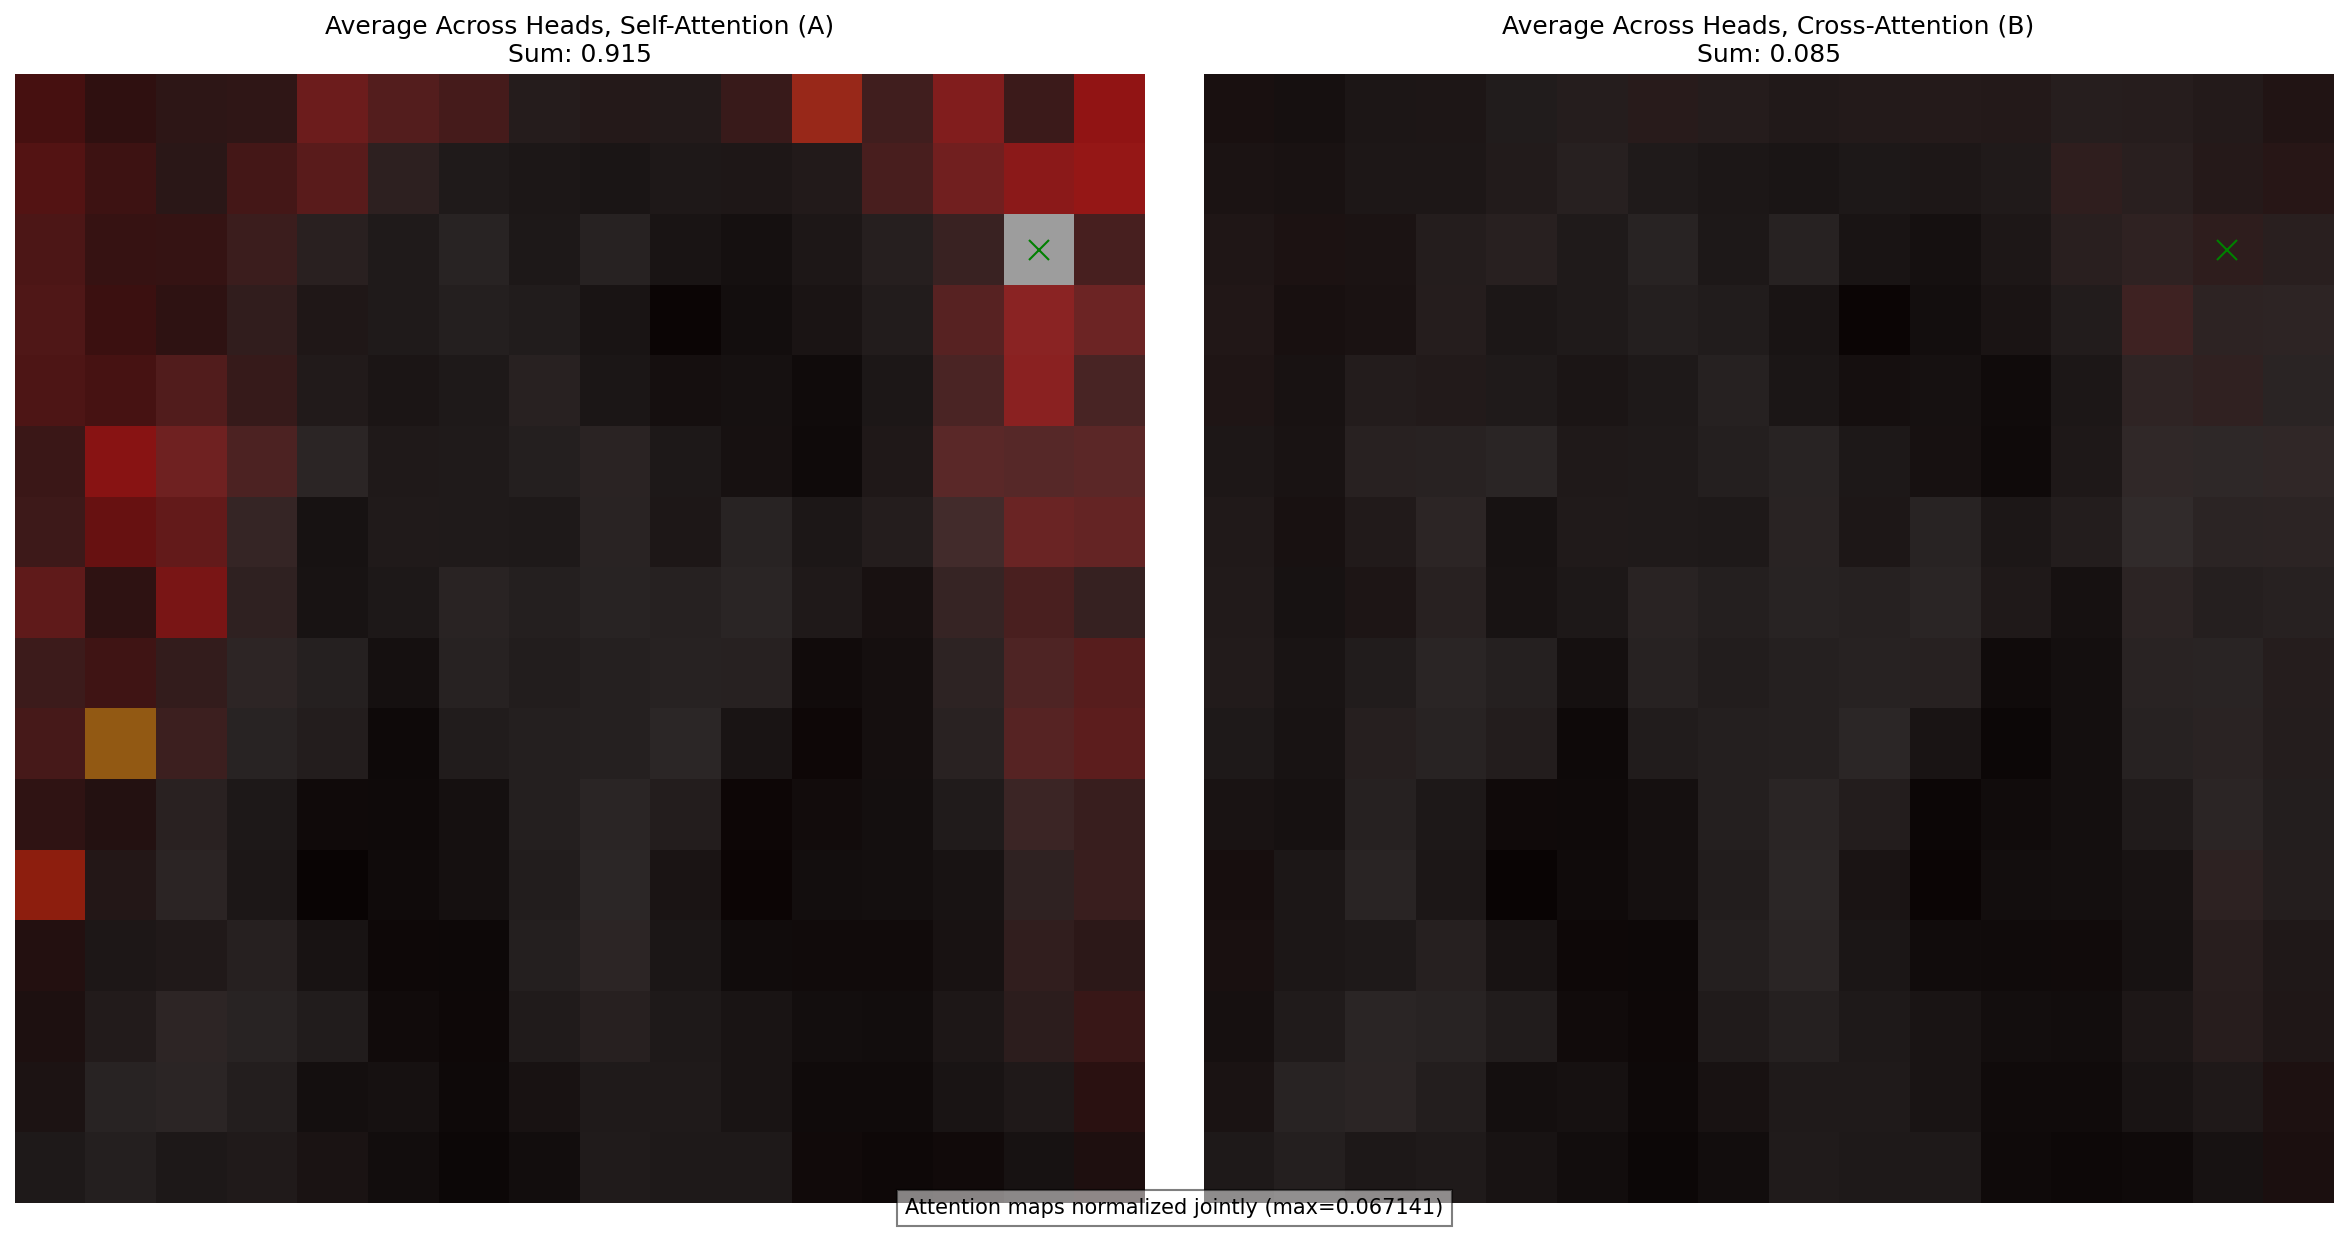 Average Across Heads, Self-Attention (A)
Sum: 0.915
Average Across Heads, Cross-Attention (B)
Sum: 0.085
Attention maps normalized jointly (max=0.067141)